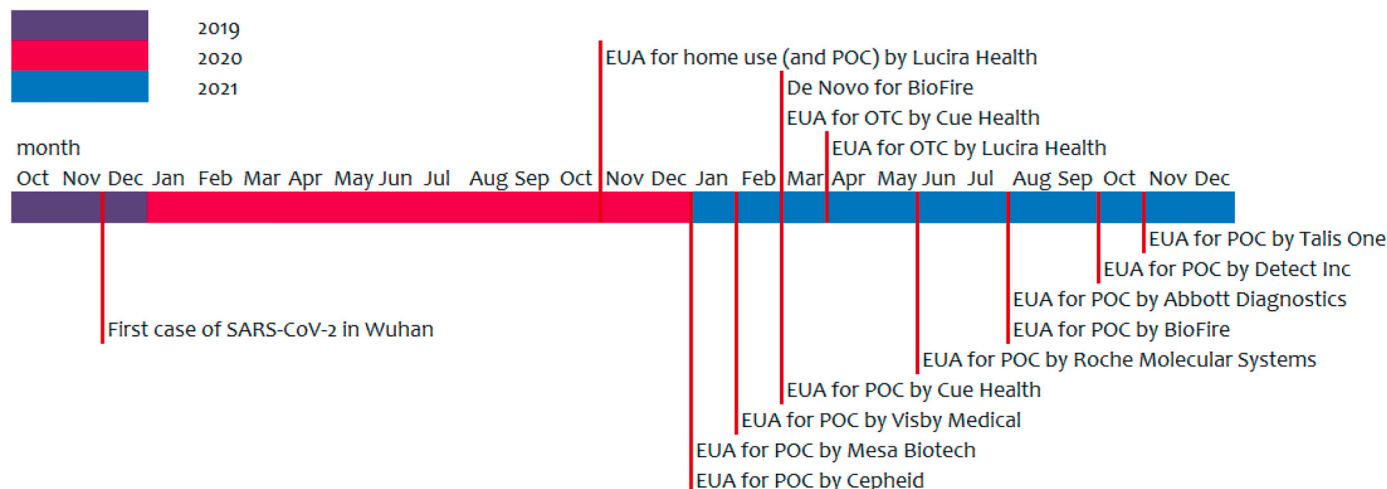 2019
2020
EUA for home use (and POC) by Lucira Health
2021
De Novo for BioFire
EUA for OTC by Cue Health
month
EUA for OTC by Lucira Health
Oct Nov Dec Jan Feb Mar Apr May Jun Jul Aug Sep Oct Nov Dec Jan Feb Mar Apr May Jun Jul Aug Sep Oct Nov Dec
EUA for POC by Talis One
EUA for POC by Detect Inc
EUA for POC by Abbott Diagnostics
First case of SARS-CoV-2 in Wuhan
EUA for POC by BioFire
EUA for POC by Roche Molecular Systems
EUA for POC by Cue Health
EUA for POC by Visby Medical
EUA for POC by Mesa Biotech
EUA for POC by Cepheid